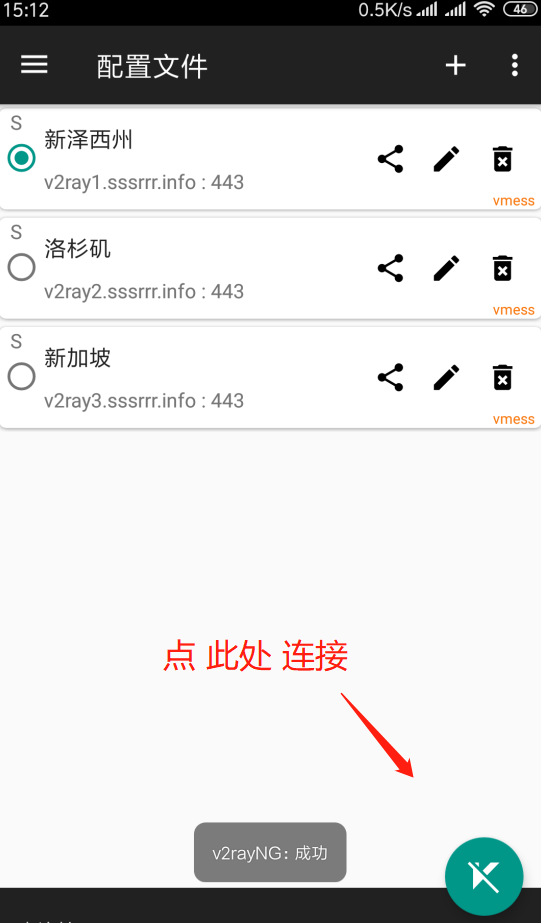 15:12 0.5K/s 46
配置文件
S
新泽西州
v2ray1.sssrrr.info : 443
vmess
S
洛杉矶
v2ray2.sssrrr.info : 443
vmess
S
新加坡
v2ray3.sssrrr.info : 443
vmess
点 此处 连接
v2rayNG: 成功